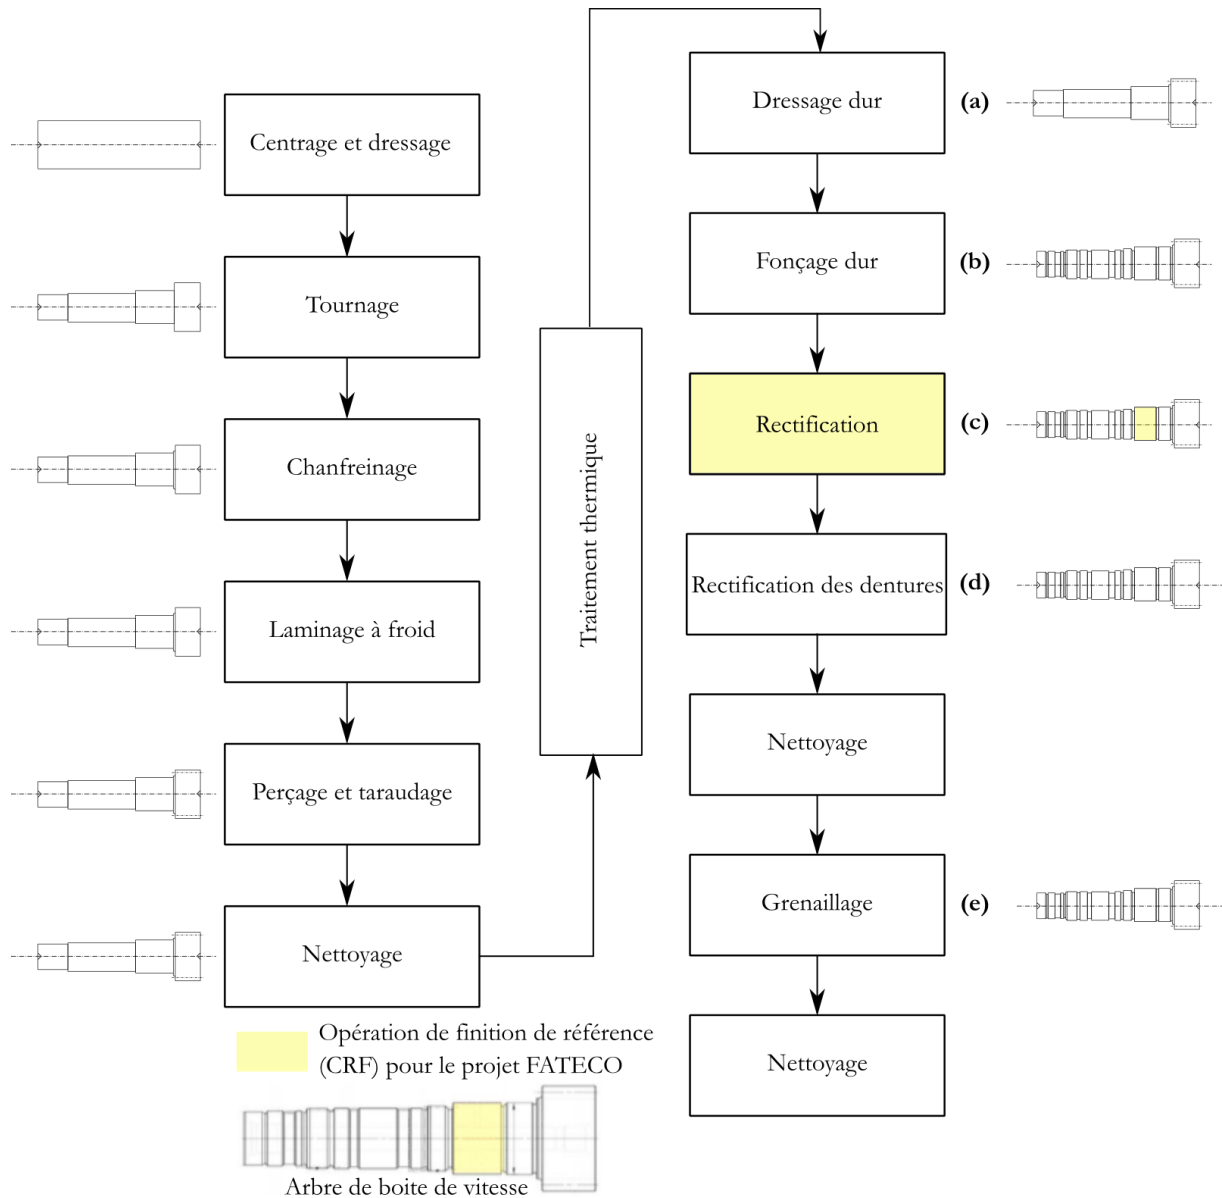 Centrage et dressage
Tournage
Chanfreinage
Laminage à froid
Perçage et taraudage
Nettoyage
Traitement thermique
Dressage dur
(a)
Fonçage dur
(b)
Rectification
(c)
Rectification des dentures
(d)
Nettoyage
Grenaillage
(e)
Nettoyage
Opération de finition de référence
(CRF) pour le projet FATECO
Arbre de boite de vitesse